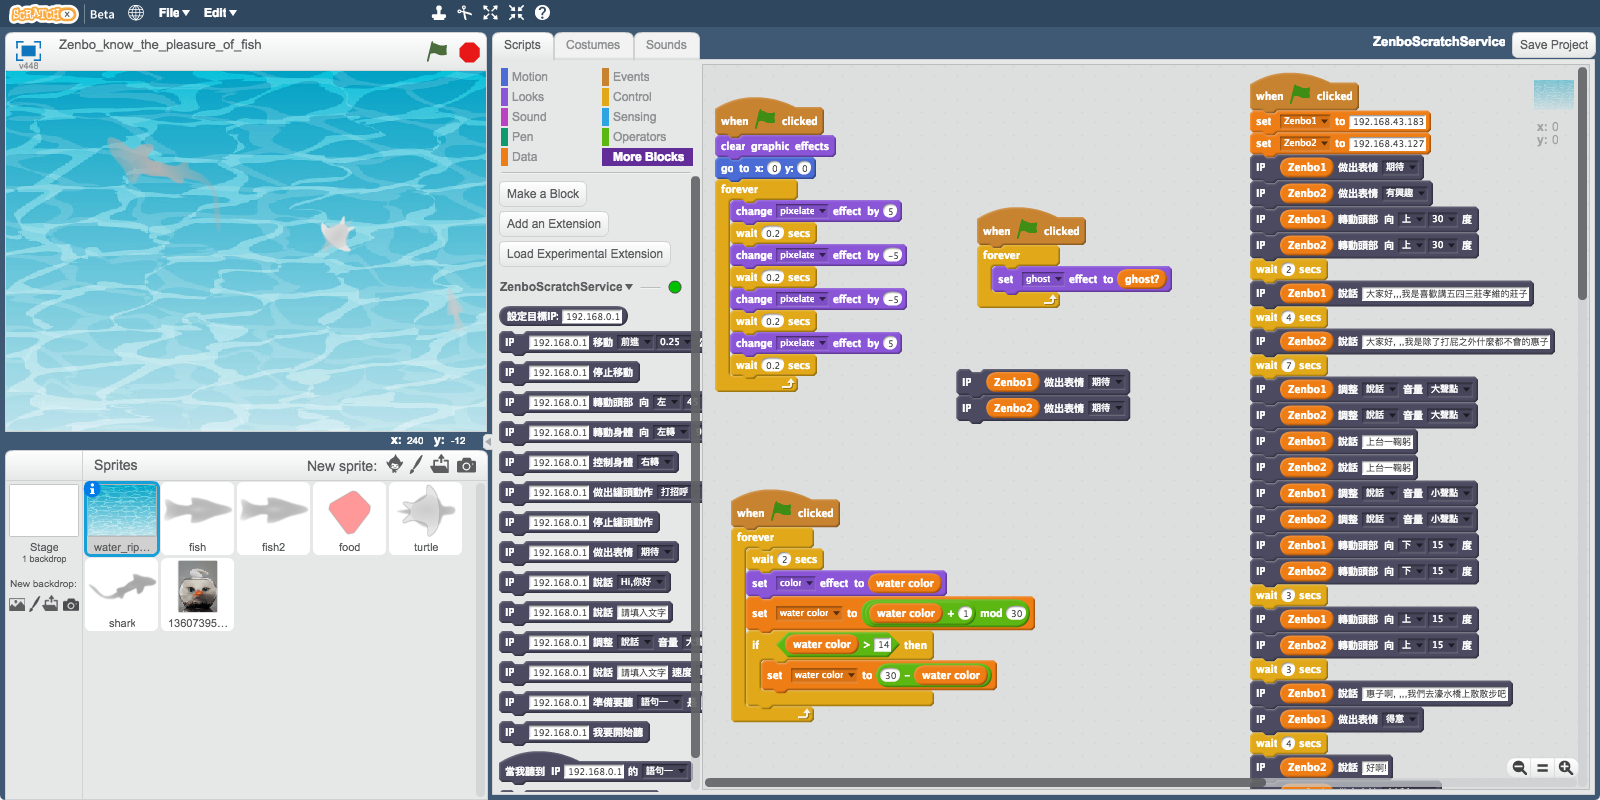 SCRATCHX
Beta
File
Edit
ZenboScratchService
Save Project
v448
Zenbo_know_the_pleasure_of_fish
x: 240 y: -12
Sprites
New sprite:
Stage
1 backdrop
New backdrop:
water_rip...
fish
fish2
food
turtle
shark
13607395...
Scripts
Costumes
Sounds
Motion
Events
Looks
Control
Sound
Sensing
Pen
Operators
Data
More Blocks
Make a Block
Add an Extension
Load Experimental Extension
ZenboScratchService
設定目標IP: 192.168.0.1
IP 192.168.0.1 移動 前進 0.25
IP 192.168.0.1 停止移動
IP 192.168.0.1 轉動頭部 向 左
IP 192.168.0.1 轉動身體 向 左轉
IP 192.168.0.1 控制身體 右轉
IP 192.168.0.1 做出罐頭動作 打招呼
IP 192.168.0.1 停止罐頭動作
IP 192.168.0.1 做出表情 期待
IP 192.168.0.1 說話 Hi,你好
IP 192.168.0.1 說話 請填入文字
IP 192.168.0.1 調整 說話 音量
IP 192.168.0.1 說話 請填入文字 速度
IP 192.168.0.1 準備要聽 語句一
IP 192.168.0.1 我要開始聽
當我聽到 IP 192.168.0.1 的 語句一
when clicked
clear graphic effects
go to x: 0 y: 0
forever
change pixelate effect by 5
wait 0.2 secs
change pixelate effect by -5
wait 0.2 secs
change pixelate effect by -5
wait 0.2 secs
change pixelate effect by 5
wait 0.2 secs
when clicked
forever
set ghost effect to ghost?
IP Zenbo1 做出表情 期待
IP Zenbo2 做出表情 期待
when clicked
forever
wait 2 secs
set color effect to water color
set water color to water color + 1 mod 30
if water color > 14 then
set water color to 30 - water color
when clicked
set Zenbo1 to 192.168.43.183
set Zenbo2 to 192.168.43.127
IP Zenbo1 做出表情 期待
IP Zenbo2 做出表情 有興趣
IP Zenbo1 轉動頭部 向 上 30 度
IP Zenbo2 轉動頭部 向 上 30 度
wait 2 secs
IP Zenbo1 說話 大家好,,,我是喜歡講五四三莊孝維的莊子
wait 4 secs
IP Zenbo2 說話 大家好, ,,我是除了打屁之外什麼都不會的惠子
wait 7 secs
IP Zenbo1 調整 說話 音量 大聲點
IP Zenbo2 調整 說話 音量 大聲點
IP Zenbo1 說話 上台一鞠躬
IP Zenbo2 說話 上台一鞠躬
IP Zenbo1 調整 說話 音量 小聲點
IP Zenbo2 調整 說話 音量 小聲點
IP Zenbo1 轉動頭部 向 下 15 度
IP Zenbo2 轉動頭部 向 下 15 度
wait 3 secs
IP Zenbo1 轉動頭部 向 上 15 度
IP Zenbo2 轉動頭部 向 上 15 度
wait 3 secs
IP Zenbo1 說話 惠子啊, ,,,我們去濠水橋上散散步吧
IP Zenbo1 做出表情 得意
wait 4 secs
IP Zenbo2 說話 好啊!
x: 0
y: 0